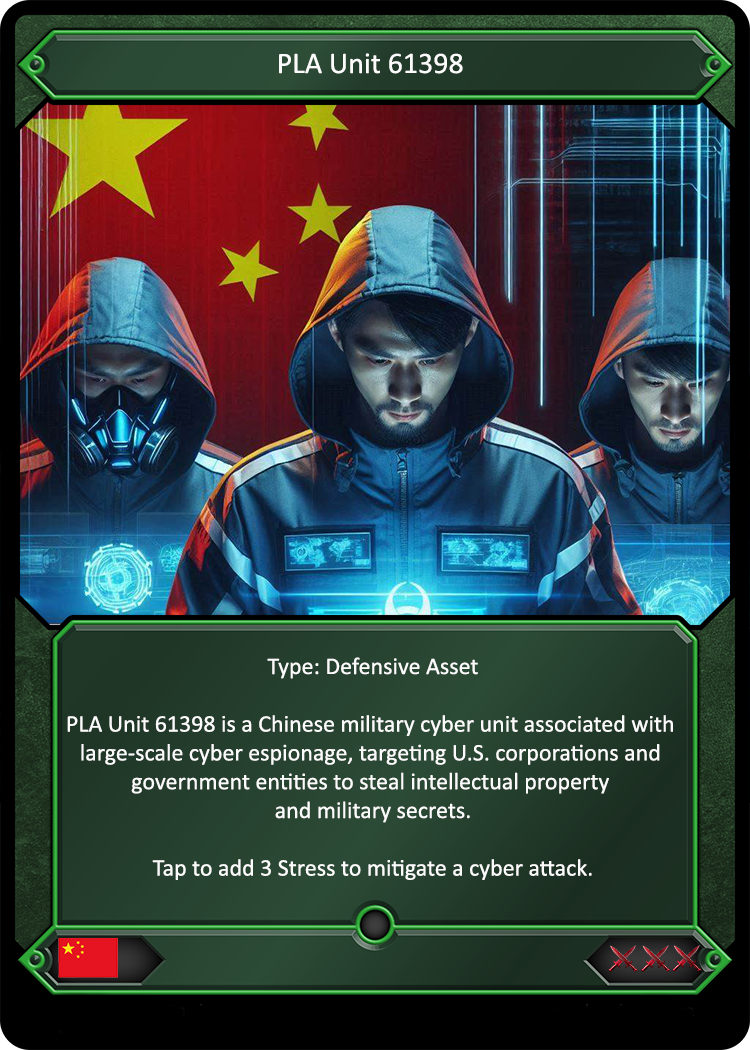 PLA Unit 61398
Type: Defensive Asset
PLA Unit 61398 is a Chinese military cyber unit associated with
large-scale cyber espionage, targeting U.S. corporations and
government entities to steal intellectual property
and military secrets.
Tap to add 3 Stress to mitigate a cyber attack.